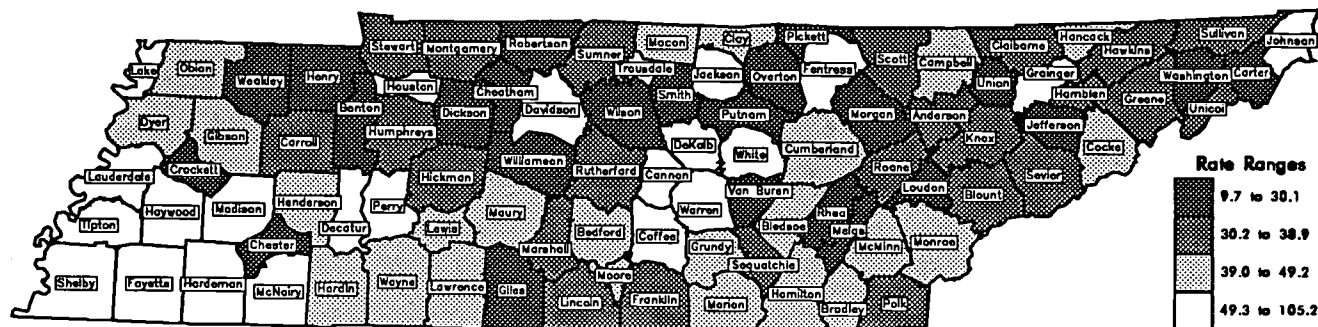 Stewart Montgomery Robertson Sumner Macon Clay Pickett Scott Campbell Claiborne Hancock Hawkins Sullivan Johnson
Lake Obion Weakley Henry Houston Cheatham Trousdale Jackson Overton Fentress Union Grainger Hamblen Washington Carter
Benton Dickson Davidson Wilson Smith Putnam Morgan Anderson Greene Unicoi
Dyer Gibson Carroll Humphreys Knox Jefferson
Crockett Williamson Rutherford DeKalb White Cumberland Roane Cocke
Lauderdale Hickman Cannon Van Buren Loudon Blount Sevier
Tipton Haywood Madison Henderson Decatur Perry Lewis Maury Bedford Coffee Warren Bledsoe Rhea Meigs McMinn Monroe
Chester Marshall Grundy
Shelby Fayette Hardeman McNairy Hardin Wayne Lawrence Giles Lincoln Moore Franklin Marion Sequatchie Hamilton Bradley Polk
Rate Ranges
9.7 to 30.1
30.2 to 38.9
39.0 to 49.2
49.3 to 105.2